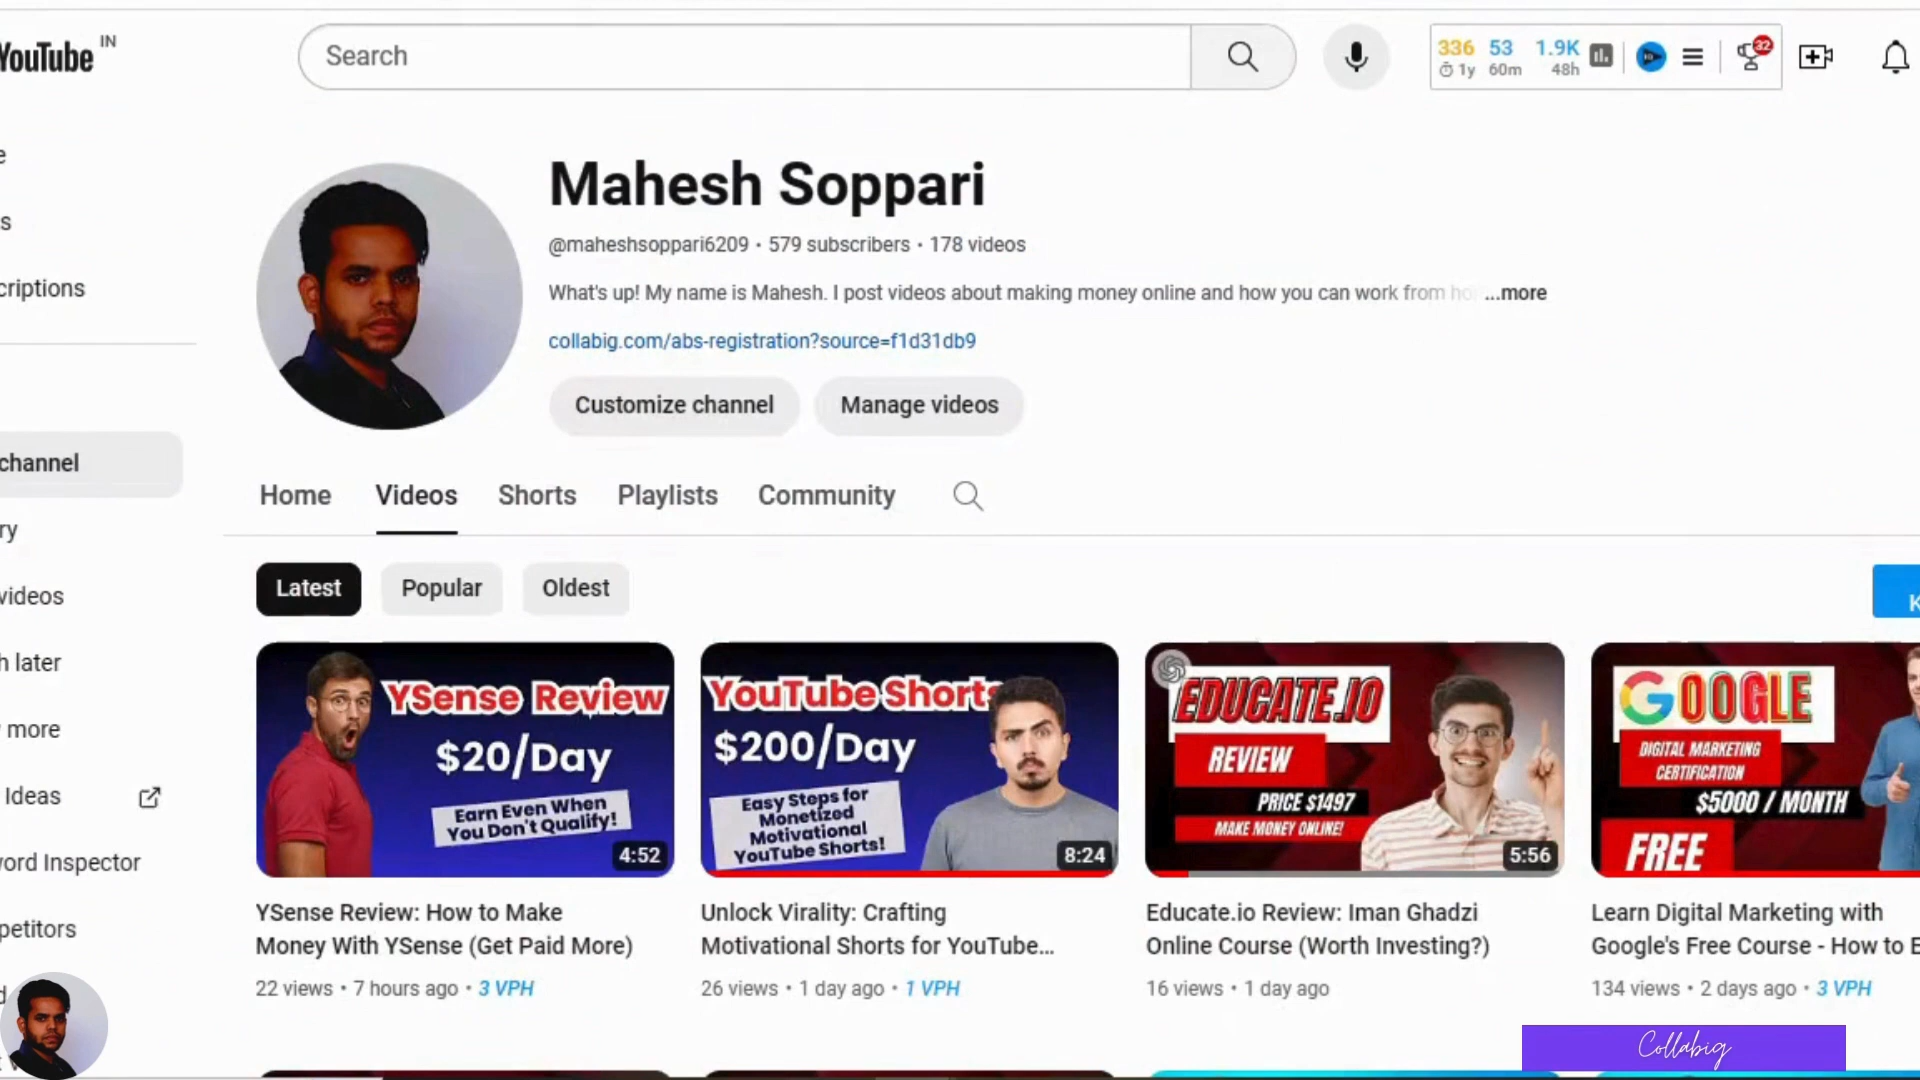 YouTube IN
Search
336 53 1.9K
1y 60m 48h
32
Mahesh Soppari
@maheshsoppari6209 • 579 subscribers • 178 videos
What's up! My name is Mahesh. I post videos about making money online and how you can work from ...more
collabig.com/abs-registration?source=f1d31db9
Customize channel Manage videos
criptions
channel
Home Videos Shorts Playlists Community
ry
Latest Popular Oldest
videos
h later
more
Ideas
ord Inspector
petitors
YSense Review
$20/Day
Earn Even When
You Don't Qualify!
4:52
YouTube Shorts
$200/Day
Easy Steps for
Monetized
Motivational
YouTube Shorts!
8:24
EDUCATE.IO
REVIEW
PRICE $1497
MAKE MONEY ONLINE!
5:56
GOOGLE
DIGITAL MARKETING
CERTIFICATION
$5000 / MONTH
FREE
YSense Review: How to Make
Money With YSense (Get Paid More)
22 views • 7 hours ago • 3 VPH
Unlock Virality: Crafting
Motivational Shorts for YouTube...
26 views • 1 day ago • 1 VPH
Educate.io Review: Iman Ghadzi
Online Course (Worth Investing?)
16 views • 1 day ago
Learn Digital Marketing with
Google's Free Course - How to E
134 views • 2 days ago • 3 VPH
Collabig